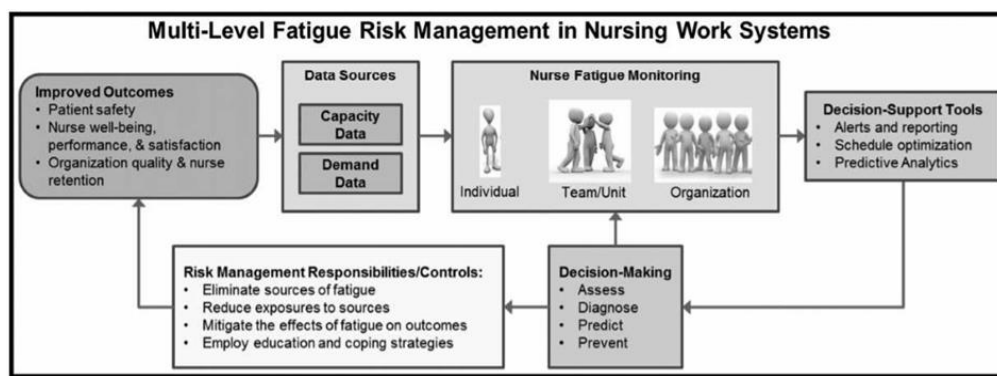 Multi-Level Fatigue Risk Management in Nursing Work Systems
Improved Outcomes
• Patient safety
• Nurse well-being,
performance, & satisfaction
• Organization quality & nurse
retention
Data Sources
Capacity
Data
Demand
Data
Nurse Fatigue Monitoring
Individual
Team/Unit
Organization
Decision-Support Tools
• Alerts and reporting
• Schedule optimization
• Predictive Analytics
Risk Management Responsibilities/Controls:
• Eliminate sources of fatigue
• Reduce exposures to sources
• Mitigate the effects of fatigue on outcomes
• Employ education and coping strategies
Decision-Making
• Assess
• Diagnose
• Predict
• Prevent